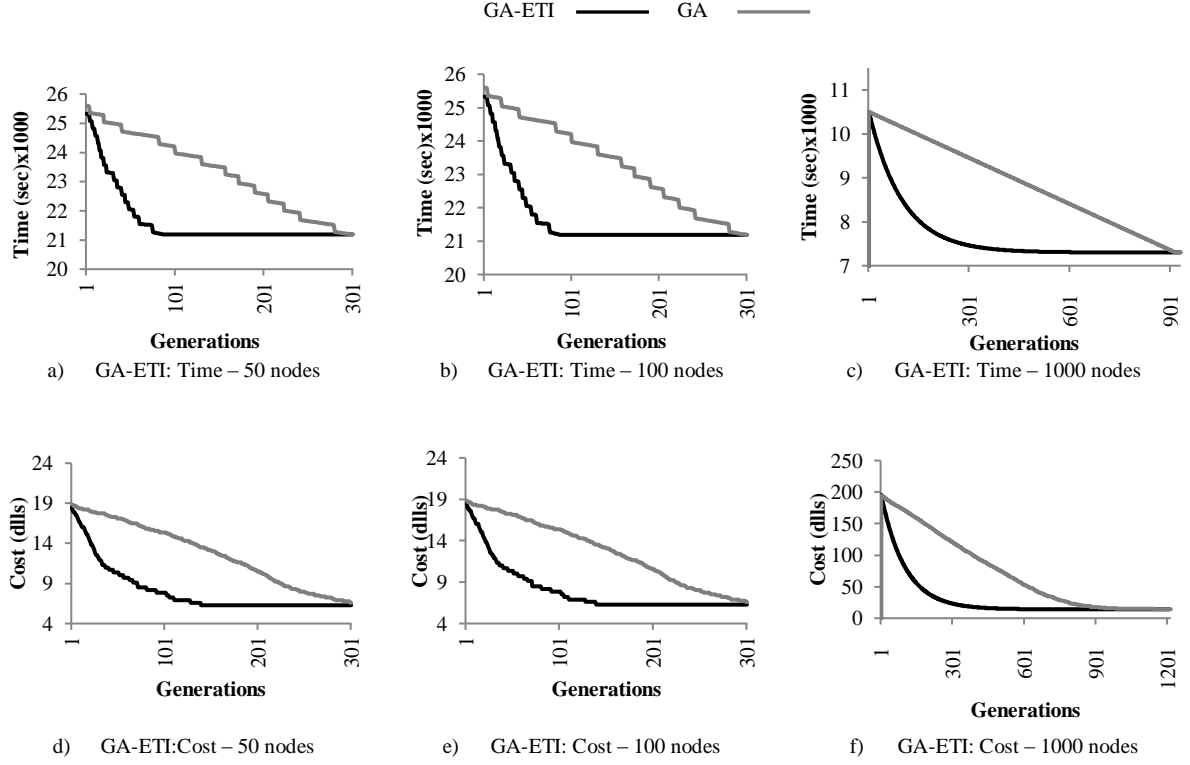 GA-ETI GA
Time (sec)x1000
26
25
24
23
22
21
20
1 101 201 301
Generations
a) GA-ETI: Time – 50 nodes
Time (sec)x1000
26
25
24
23
22
21
20
1 101 201 301
Generations
b) GA-ETI: Time – 100 nodes
Time (sec)x1000
11
10
9
8
7
1 301 601 901
Generations
c) GA-ETI: Time – 1000 nodes
Cost (dlls)
24
19
14
9
4
1 101 201 301
Generations
d) GA-ETI:Cost – 50 nodes
Cost (dlls)
24
19
14
9
4
1 101 201 301
Generations
e) GA-ETI: Cost – 100 nodes
Cost (dlls)
250
200
150
100
50
0
1 301 601 901 1201
Generations
f) GA-ETI: Cost – 1000 nodes